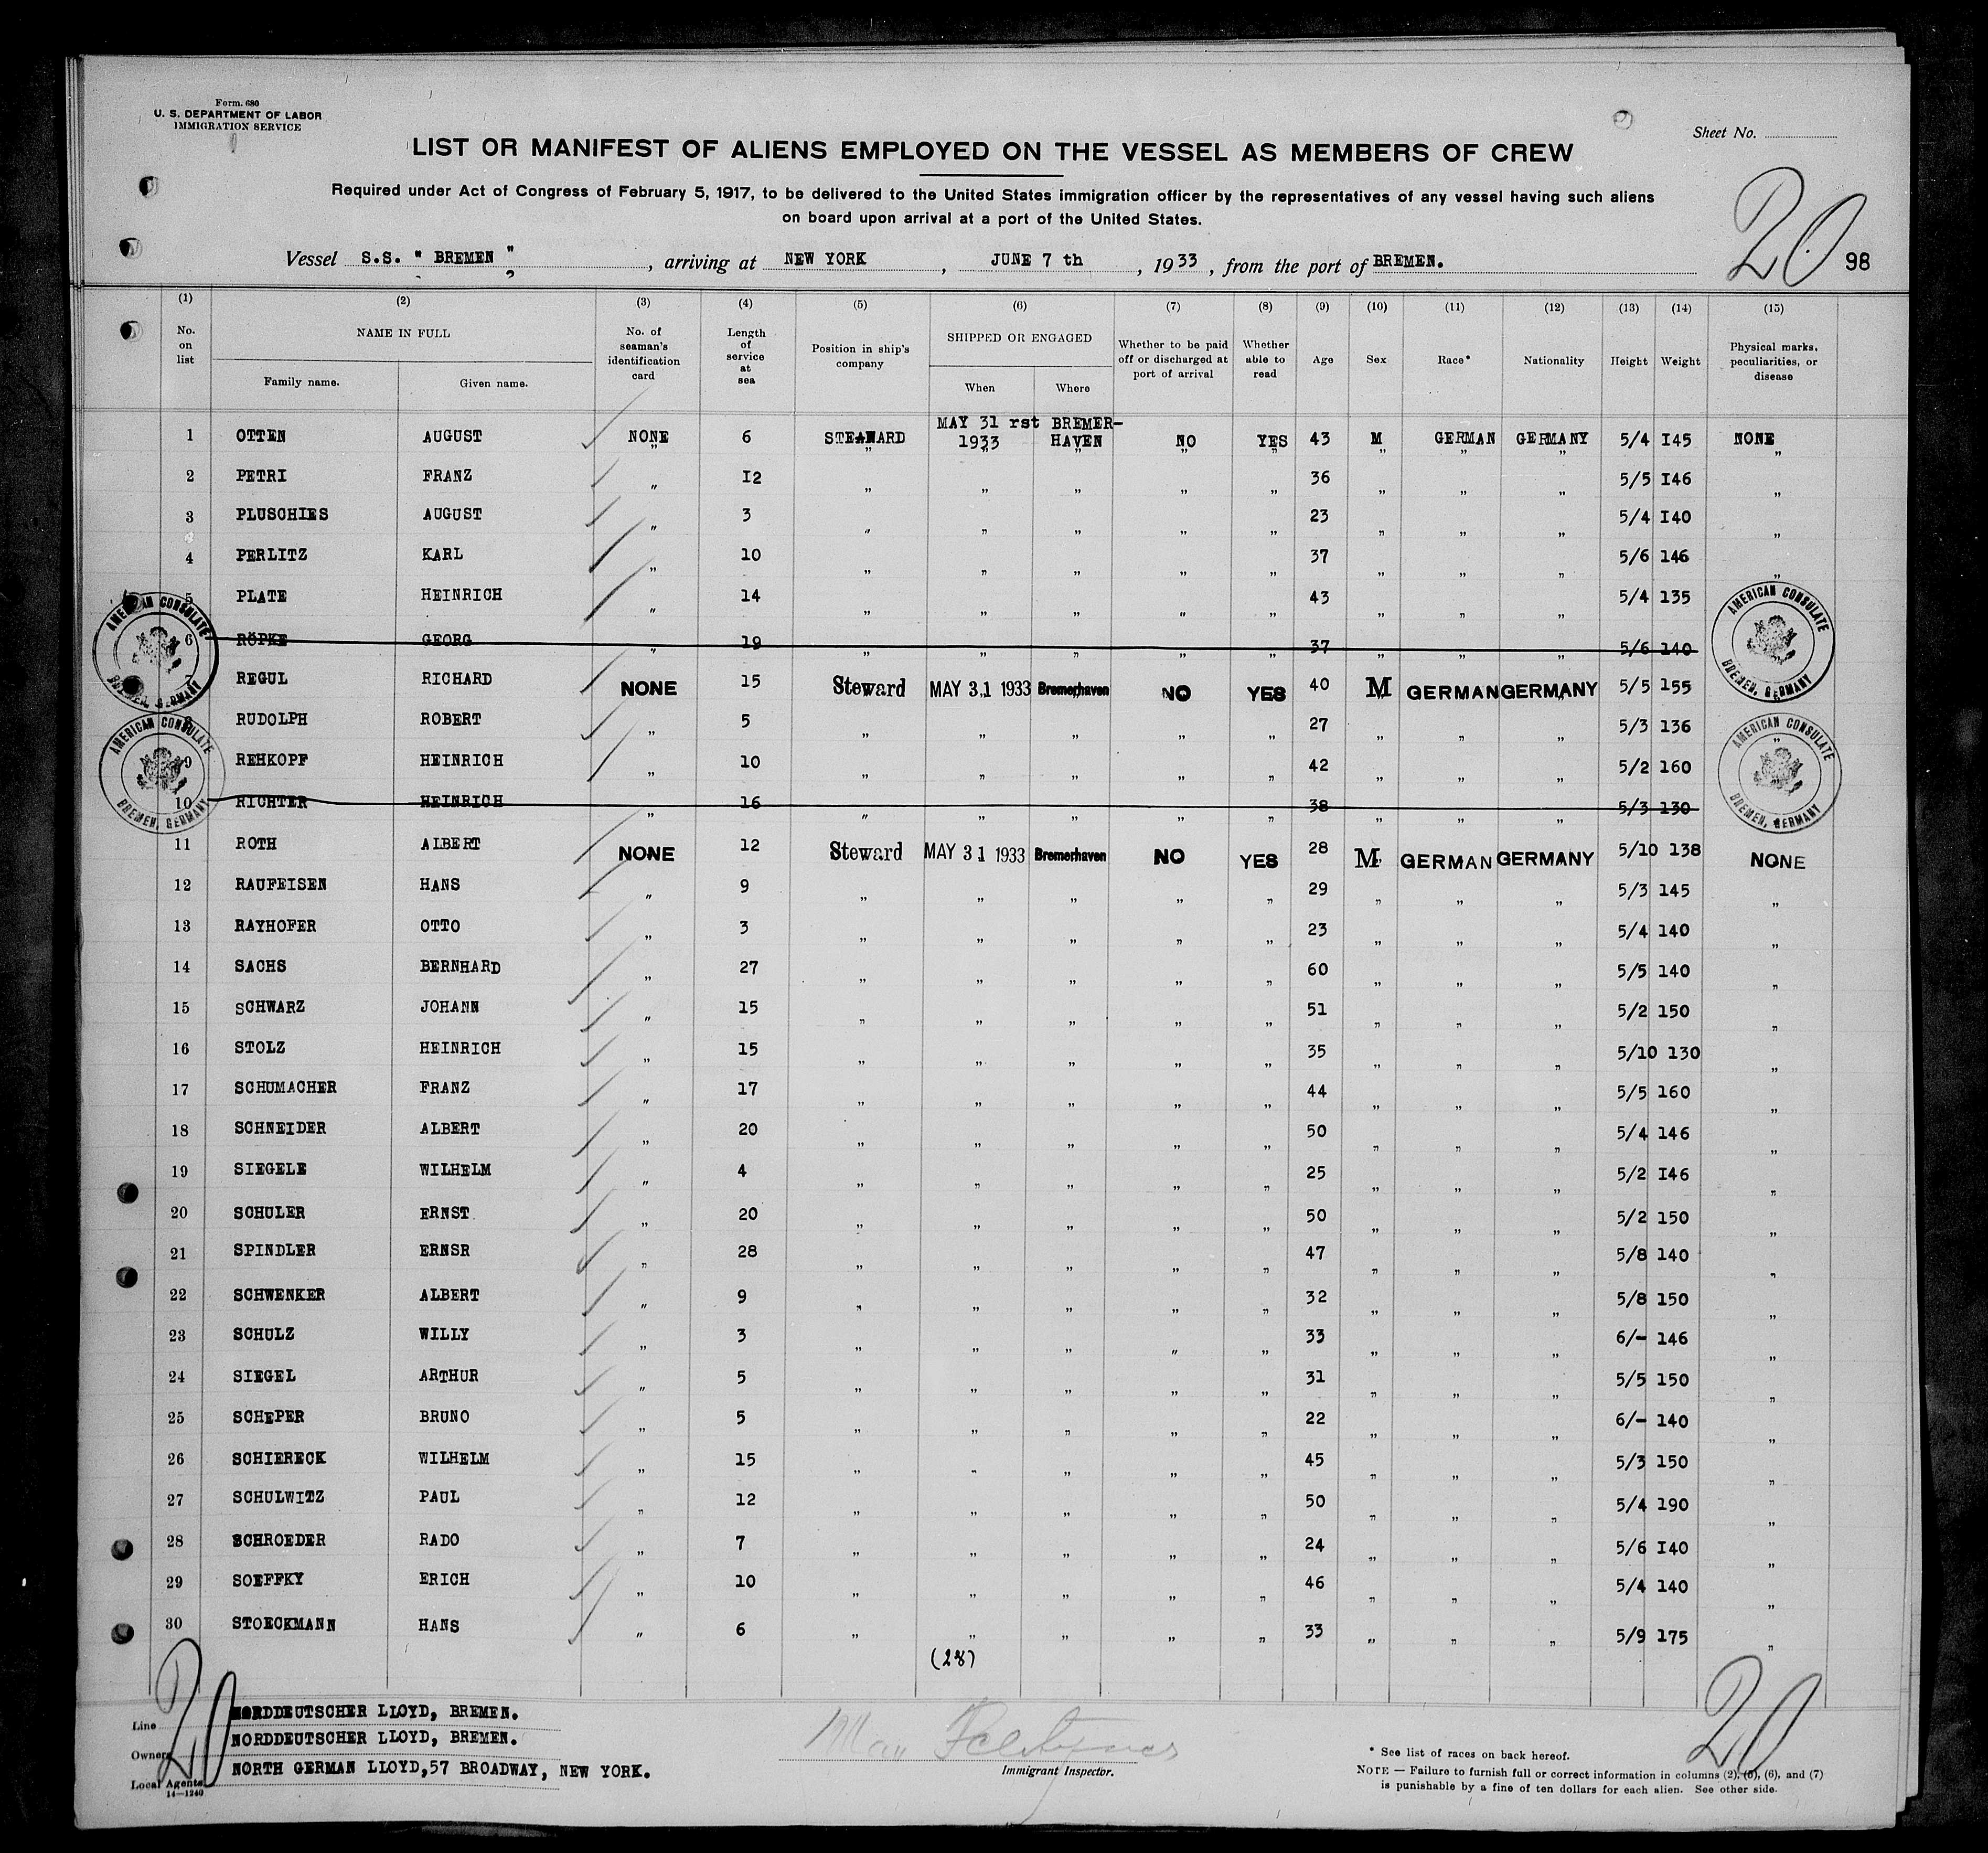 Form. 680
U. S. DEPARTMENT OF LABOR
IMMIGRATION SERVICE
Sheet No.
LIST OR MANIFEST OF ALIENS EMPLOYED ON THE VESSEL AS MEMBERS OF CREW
Required under Act of Congress of February 5, 1917, to be delivered to the United States immigration officer by the representatives of any vessel having such aliens
on board upon arrival at a port of the United States.
20 98
Vessel S.S. " BREMEN " , arriving at NEW YORK , JUNE 7 th , 1933 , from the port of BREMEN.
(1) (2) (3) (4) (5) (6) (7) (8) (9) (10) (11) (12) (13) (14) (15)
No. on list NAME IN FULL Family name. Given name. No. of seaman's identification card Length of service at sea Position in ship's company SHIPPED OR ENGAGED When Where Whether to be paid off or discharged at port of arrival Whether able to read Age Sex Race* Nationality Height Weight Physical marks, peculiarities, or disease
MAY 31 rst BREMER-
1 OTTEN AUGUST NONE 6 STEAWARD 1933 HAVEN NO YES 43 M GERMAN GERMANY 5/4 I45 NONE
2 PETRI FRANZ " I2 " " " " " 36 " " " 5/5 I46 "
3 PLUSCHIES AUGUST " 3 " " " " " 23 " " " 5/4 I40 "
4 PERLITZ KARL " 10 " " " " " 37 " " " 5/6 146 "
5 PLATE HEINRICH " 14 " " " " " 43 " " " 5/4 135 "
6 RÖPKE GEORG " 19 " " " " " 37 " " " 5/6 140
7 REGUL RICHARD NONE 15 Steward MAY 31 1933 Bremerhaven NO YES 40 M GERMAN GERMANY 5/5 155
8 RUDOLPH ROBERT " 5 " " " " " 27 " " " 5/3 136 "
9 REHKOPF HEINRICH " 10 " " " " " 42 " " " 5/2 160
10 RICHTER HEINRICH " 16 " " " " " 38 " " " 5/3 130
11 ROTH ALBERT NONE 12 Steward MAY 31 1933 Bremerhaven NO YES 28 M GERMAN GERMANY 5/10 138 NONE
12 RAUFEISEN HANS " 9 " " " " " 29 " " " 5/3 145 "
13 RAYHOFER OTTO " 3 " " " " " 23 " " " 5/4 140 "
14 SACHS BERNHARD " 27 " " " " " 60 " " " 5/5 140 "
15 SCHWARZ JOHANN " 15 " " " " " 51 " " " 5/2 150 "
16 STOLZ HEINRICH " 15 " " " " " 35 " " " 5/10 130 "
17 SCHUMACHER FRANZ " 17 " " " " " 44 " " " 5/5 160 "
18 SCHNEIDER ALBERT " 20 " " " " " 50 " " " 5/4 146 "
19 SIEGELE WILHELM " 4 " " " " " 25 " " " 5/2 I46 "
20 SCHULER ERNST " 20 " " " " " 50 " " " 5/2 150 "
21 SPINDLER ERNSR " 28 " " " " " 47 " " " 5/8 140 "
22 SCHWENKER ALBERT " 9 " " " " " 32 " " " 5/8 150 "
23 SCHULZ WILLY " 3 " " " " " 33 " " " 6/- 146 "
24 SIEGEL ARTHUR " 5 " " " " " 31 " " " 5/5 150 "
25 SCHEPER BRUNO " 5 " " " " " 22 " " " 6/- 140 "
26 SCHIERECK WILHELM " 15 " " " " " 45 " " " 5/3 150 "
27 SCHULWITZ PAUL " 12 " " " " " 50 " " " 5/4 190 "
28 SCHROEDER RADO " 7 " " " " " 24 " " " 5/6 I40 "
29 SOEFFKY ERICH " 10 " " " " " 46 " " " 5/4 140 "
30 STOECKMANN HANS " 6 " " " " " 33 " " " 5/9 175 "
AMERICAN CONSULATE BREMEN, GERMANY
AMERICAN CONSULATE BREMEN, GERMANY
AMERICAN CONSULATE BREMEN, GERMANY
AMERICAN CONSULATE BREMEN, GERMANY
(28)
20 20
Line NORDDEUTSCHER LLOYD, BREMEN.
Owners NORDDEUTSCHER LLOYD, BREMEN.
Local Agents NORTH GERMAN LLOYD,57 BROADWAY, NEW YORK.
14—1240
Immigrant Inspector.
* See list of races on back hereof.
NOTE — Failure to furnish full or correct information in columns (2), (5), (6), and (7)
is punishable by a fine of ten dollars for each alien. See other side.